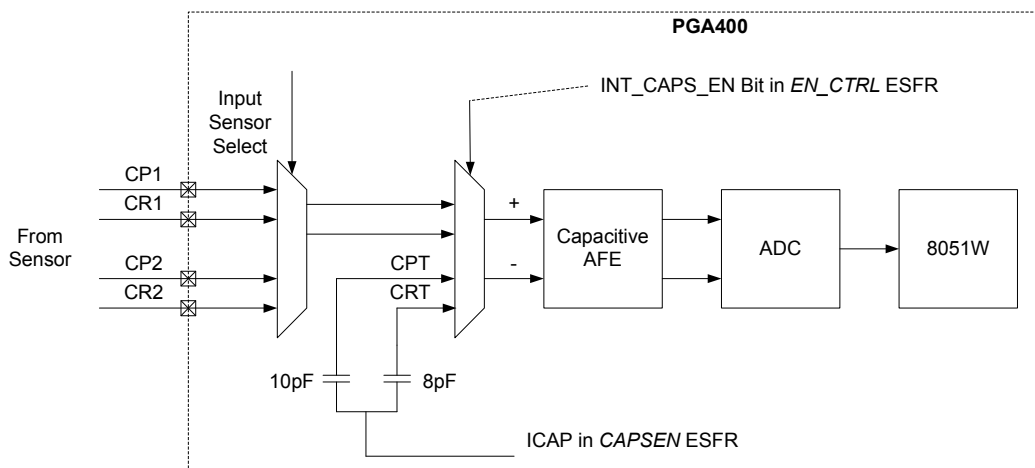 PGA400
INT_CAPS_EN Bit in EN_CTRL ESFR
Input
Sensor
Select
CP1
CR1
From
Sensor
CP2
CR2
+
-
CPT
CRT
Capacitive
AFE
ADC
8051W
10pF
8pF
ICAP in CAPSEN ESFR